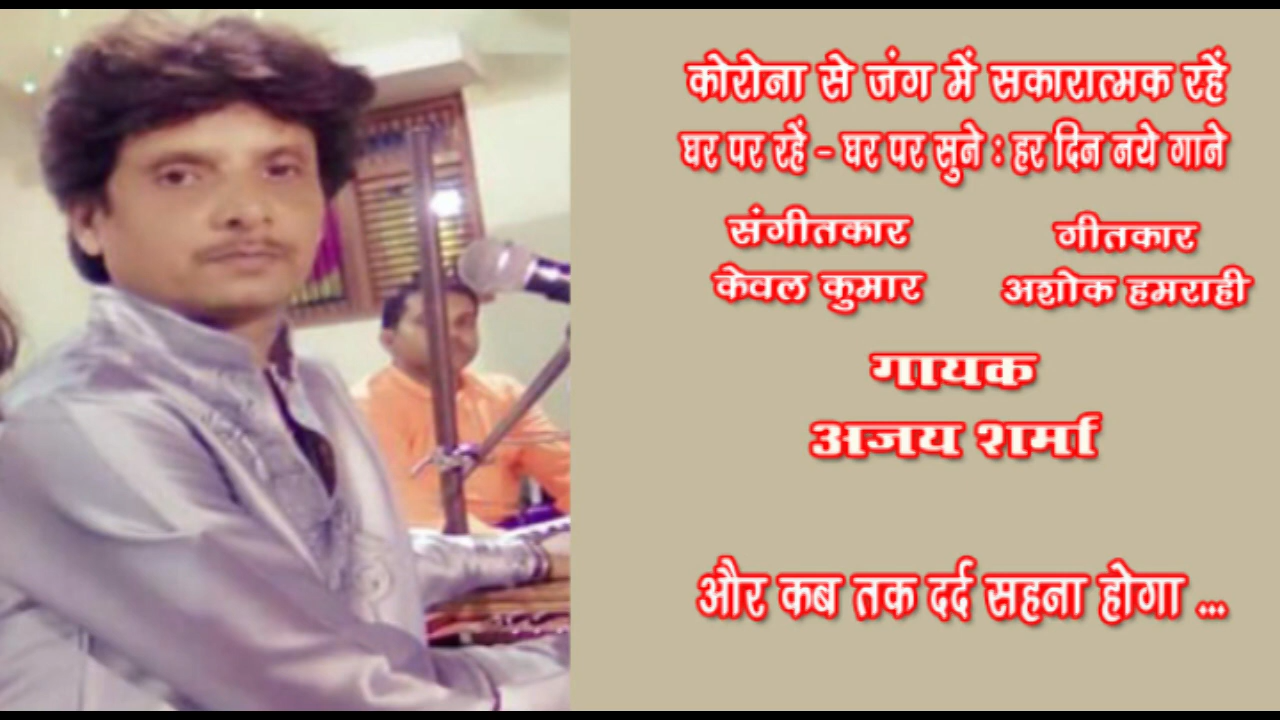 कोरोना से जंग में सकारात्मक रहें
घर पर रहें - घर पर सुने : हर दिन नये गाने
संगीतकार
केवल कुमार
गीतकार
अशोक हमराही
गायक
अजय शर्मा
और कब तक दर्द सहना होगा ...